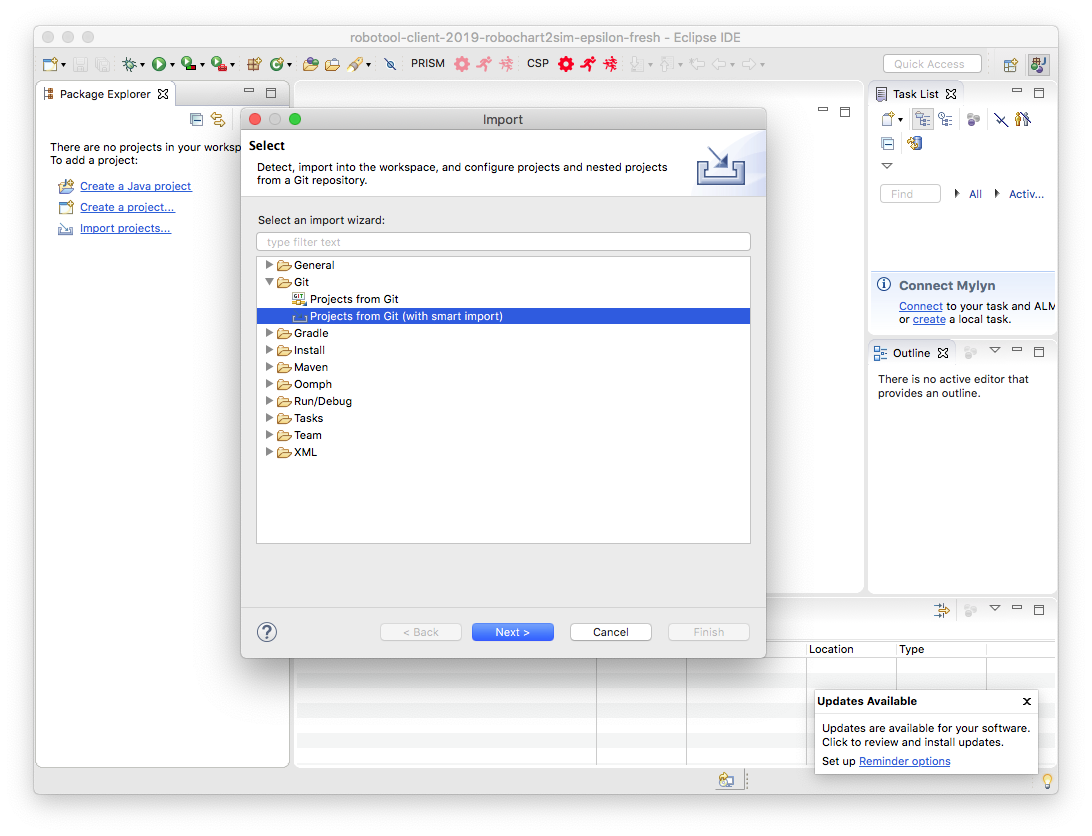 robotool-client-2019-robochart2sim-epsilon-fresh - Eclipse IDE
PRISM
CSP
Quick Access
Package Explorer
There are no projects in your worksp
To add a project:
Create a Java project
Create a project...
Import projects...
Import
Select
Detect, import into the workspace, and configure projects and nested projects
from a Git repository.
Select an import wizard:
type filter text
General
Git
GIT
Projects from Git
Projects from Git (with smart import)
Gradle
Install
Maven
Oomph
Run/Debug
Tasks
Team
XML
?
< Back
Next >
Cancel
Finish
Task List
Find
All
Activ...
Connect Mylyn
Connect to your task and ALM
or create a local task.
Outline
There is no active editor that
provides an outline.
Location
Type
Updates Available
Updates are available for your software.
Click to review and install updates.
Set up Reminder options